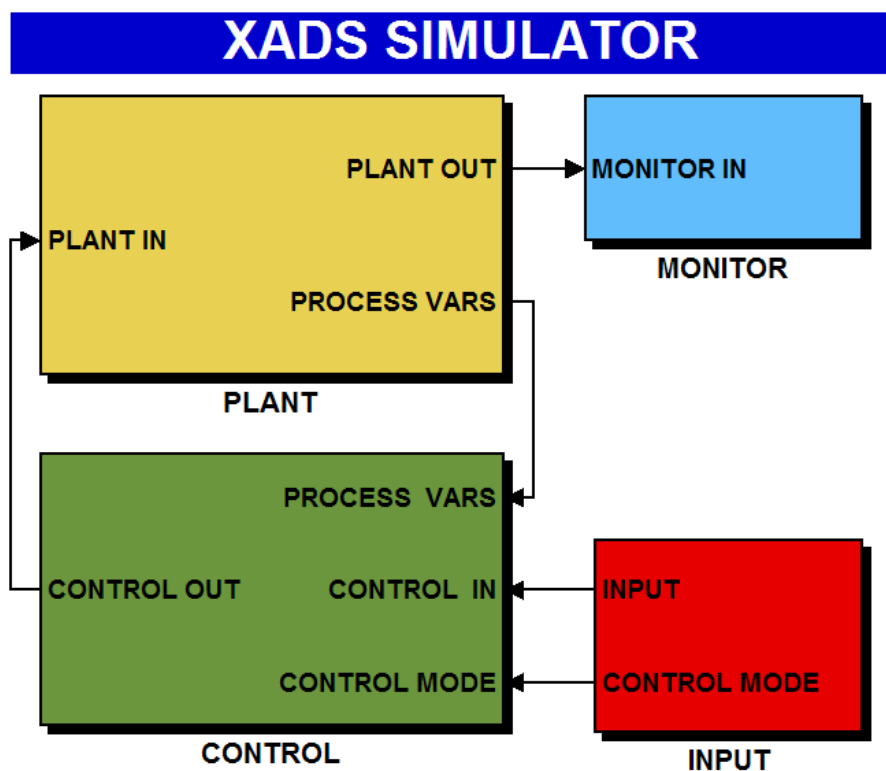 XADS SIMULATOR
PLANT OUT
MONITOR IN
PLANT IN
MONITOR
PROCESS VARS
PLANT
PROCESS  VARS
CONTROL OUT
CONTROL  IN
INPUT
CONTROL MODE
CONTROL MODE
CONTROL
INPUT